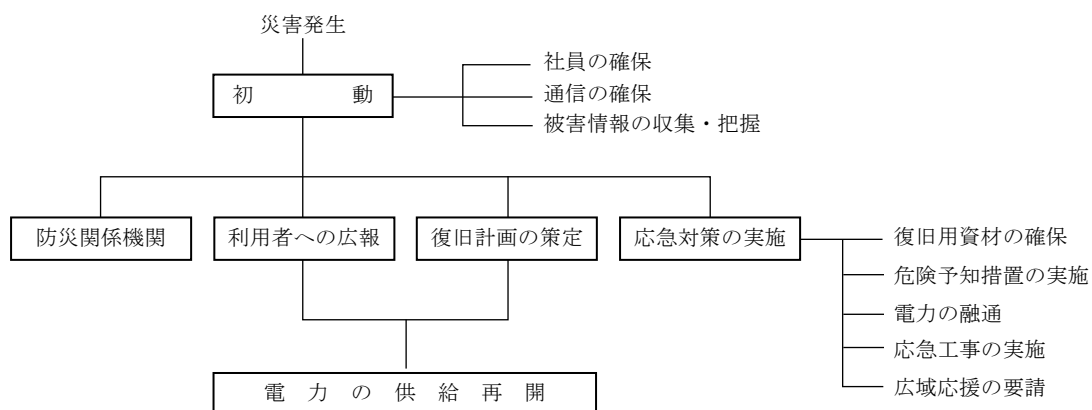 災害発生
初動
社員の確保
通信の確保
被害情報の収集・把握
防災関係機関
利用者への広報
復旧計画の策定
応急対策の実施
復旧用資材の確保
危険予知措置の実施
電力の融通
応急工事の実施
広域応援の要請
電力の供給再開